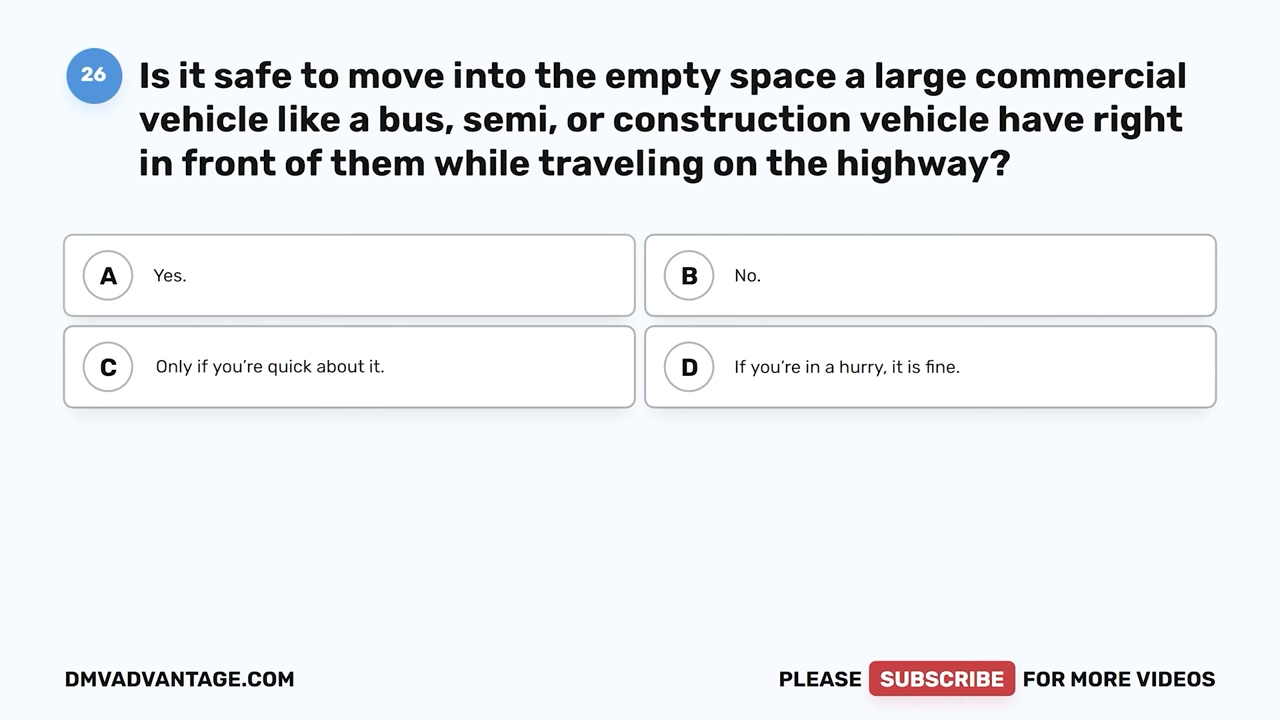 26
Is it safe to move into the empty space a large commercial
vehicle like a bus, semi, or construction vehicle have right
in front of them while traveling on the highway?
A Yes.
B No.
C Only if you’re quick about it.
D If you’re in a hurry, it is fine.
DMVADVANTAGE.COM
PLEASE SUBSCRIBE FOR MORE VIDEOS